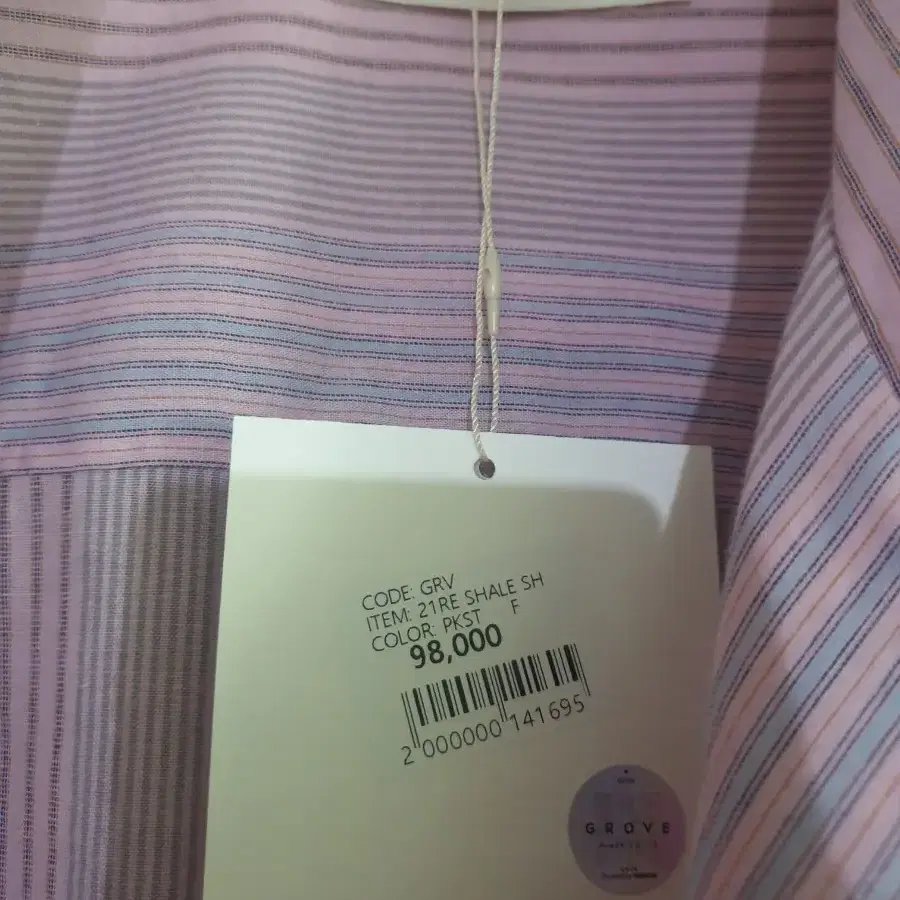 CODE: GRV
ITEM: 21RE SHALE SH
COLOR: PKST F
98,000
2 000000 141695
GROVE